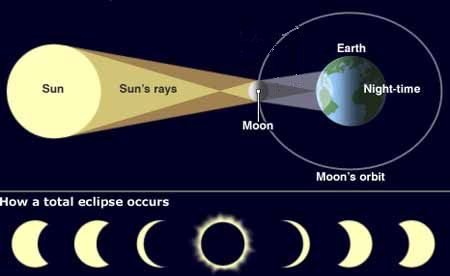 Earth
Sun
Sun's rays
Night-time
Moon
Moon's orbit
How a total eclipse occurs